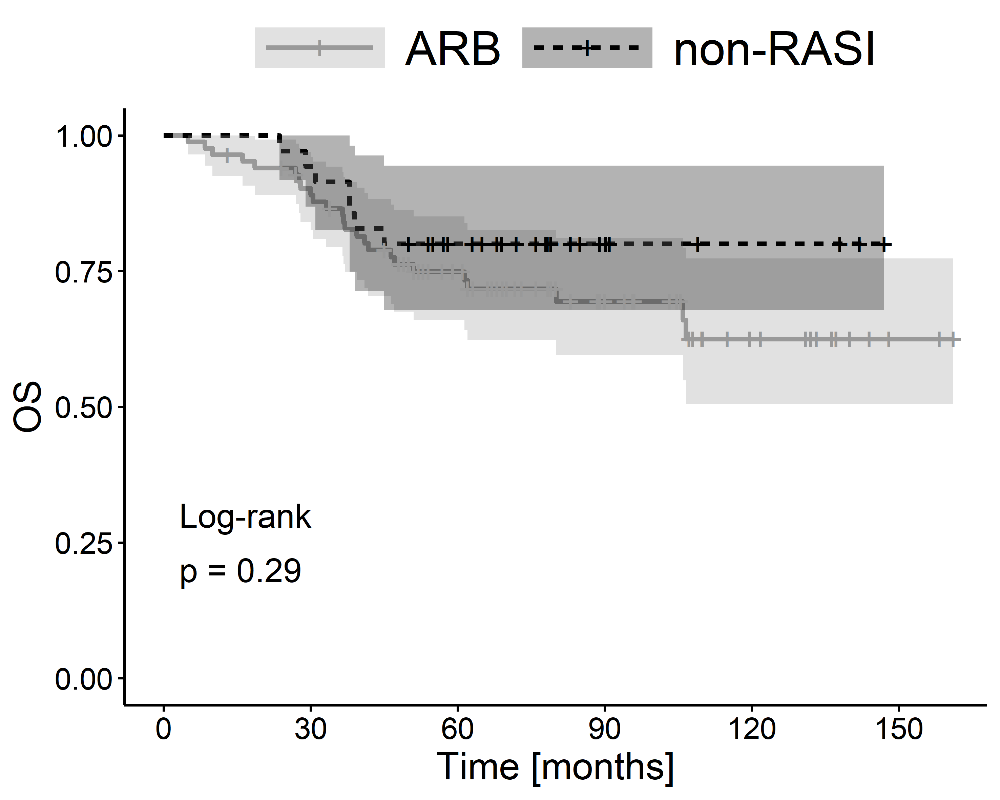 ARB non-RASI
1.00
0.75
0.50
0.25
0.00
OS
Log-rank
p = 0.29
0 30 60 90 120 150
Time [months]